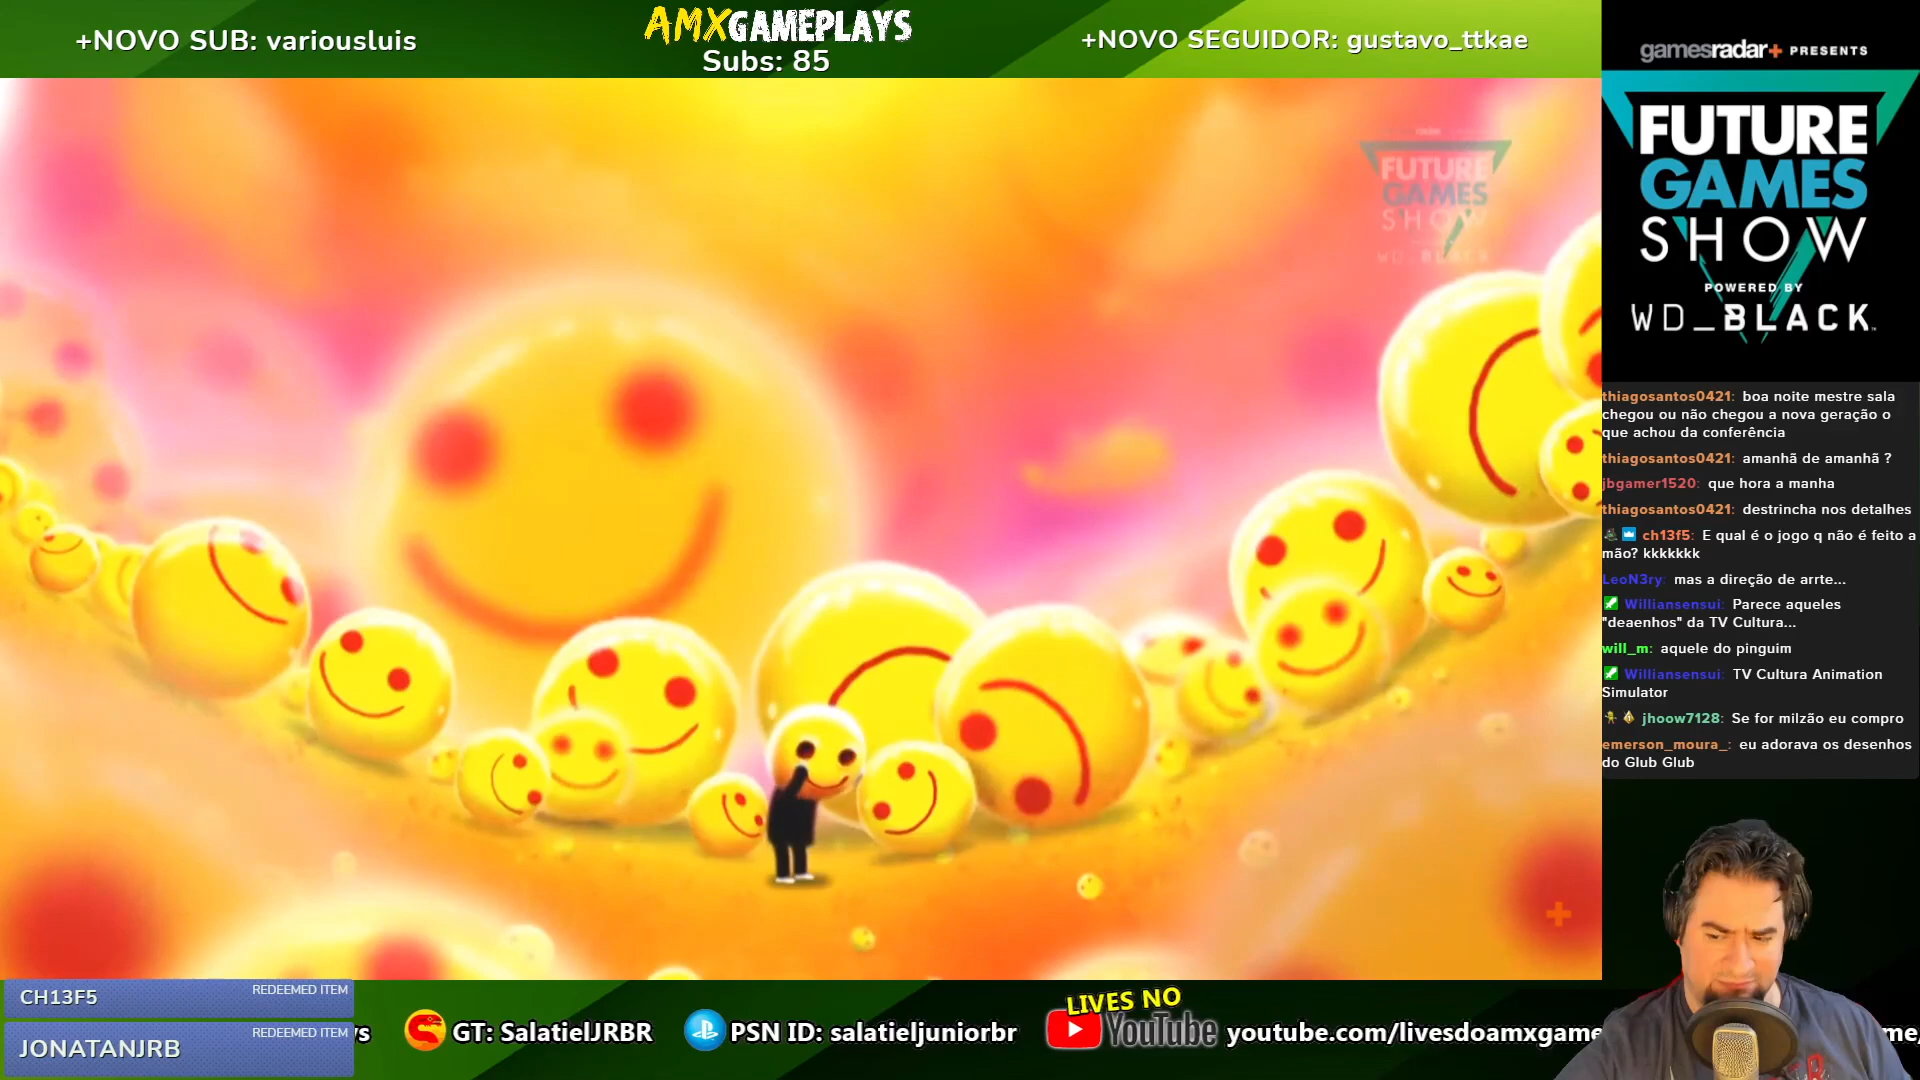 +NOVO SUB: variousluis
AMXGAMEPLAYS
Subs: 85
+NOVO SEGUIDOR: gustavo_ttkae
gamesradar+ PRESENTS
FUTURE
GAMES
SHOW
POWERED BY
WD_BLACK
FUTURE
GAMES
SHOW
WD_BLACK
thiagosantos0421: boa noite mestre sala
chegou ou não chegou a nova geração o
que achou da conferência
thiagosantos0421: amanhã de amanhã ?
jbgamer1520: que hora a manha
thiagosantos0421: destrincha nos detalhes
ch13f5: E qual é o jogo q não é feito a
mão? kkkkkkk
LeoN3ry: mas a direção de arrte...
Williansensui: Parece aqueles
"deaenhos" da TV Cultura...
will_m: aquele do pinguim
Williansensui: TV Cultura Animation
Simulator
jhoow7128: Se for milzão eu compro
emerson_moura_: eu adorava os desenhos
do Glub Glub
CH13F5
REDEEMED ITEM
JONATANJRB
REDEEMED ITEM
GT: SalatielJRBR
PSN ID: salatieljuniorbr
LIVES NO
YouTube
youtube.com/livesdoamxgame